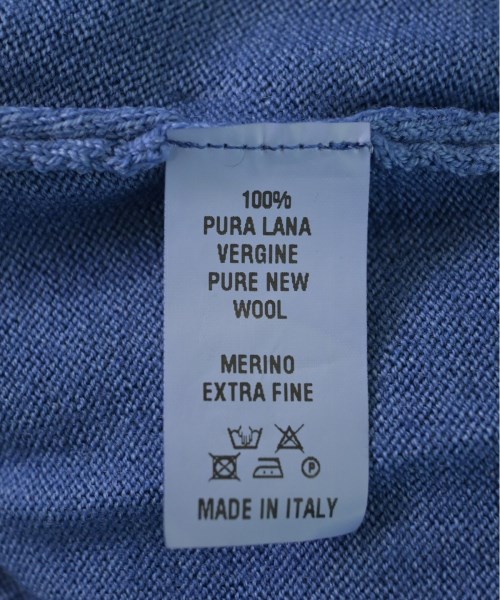 100%
PURA LANA
VERGINE
PURE NEW
WOOL
MERINO
EXTRA FINE
P
MADE IN ITALY